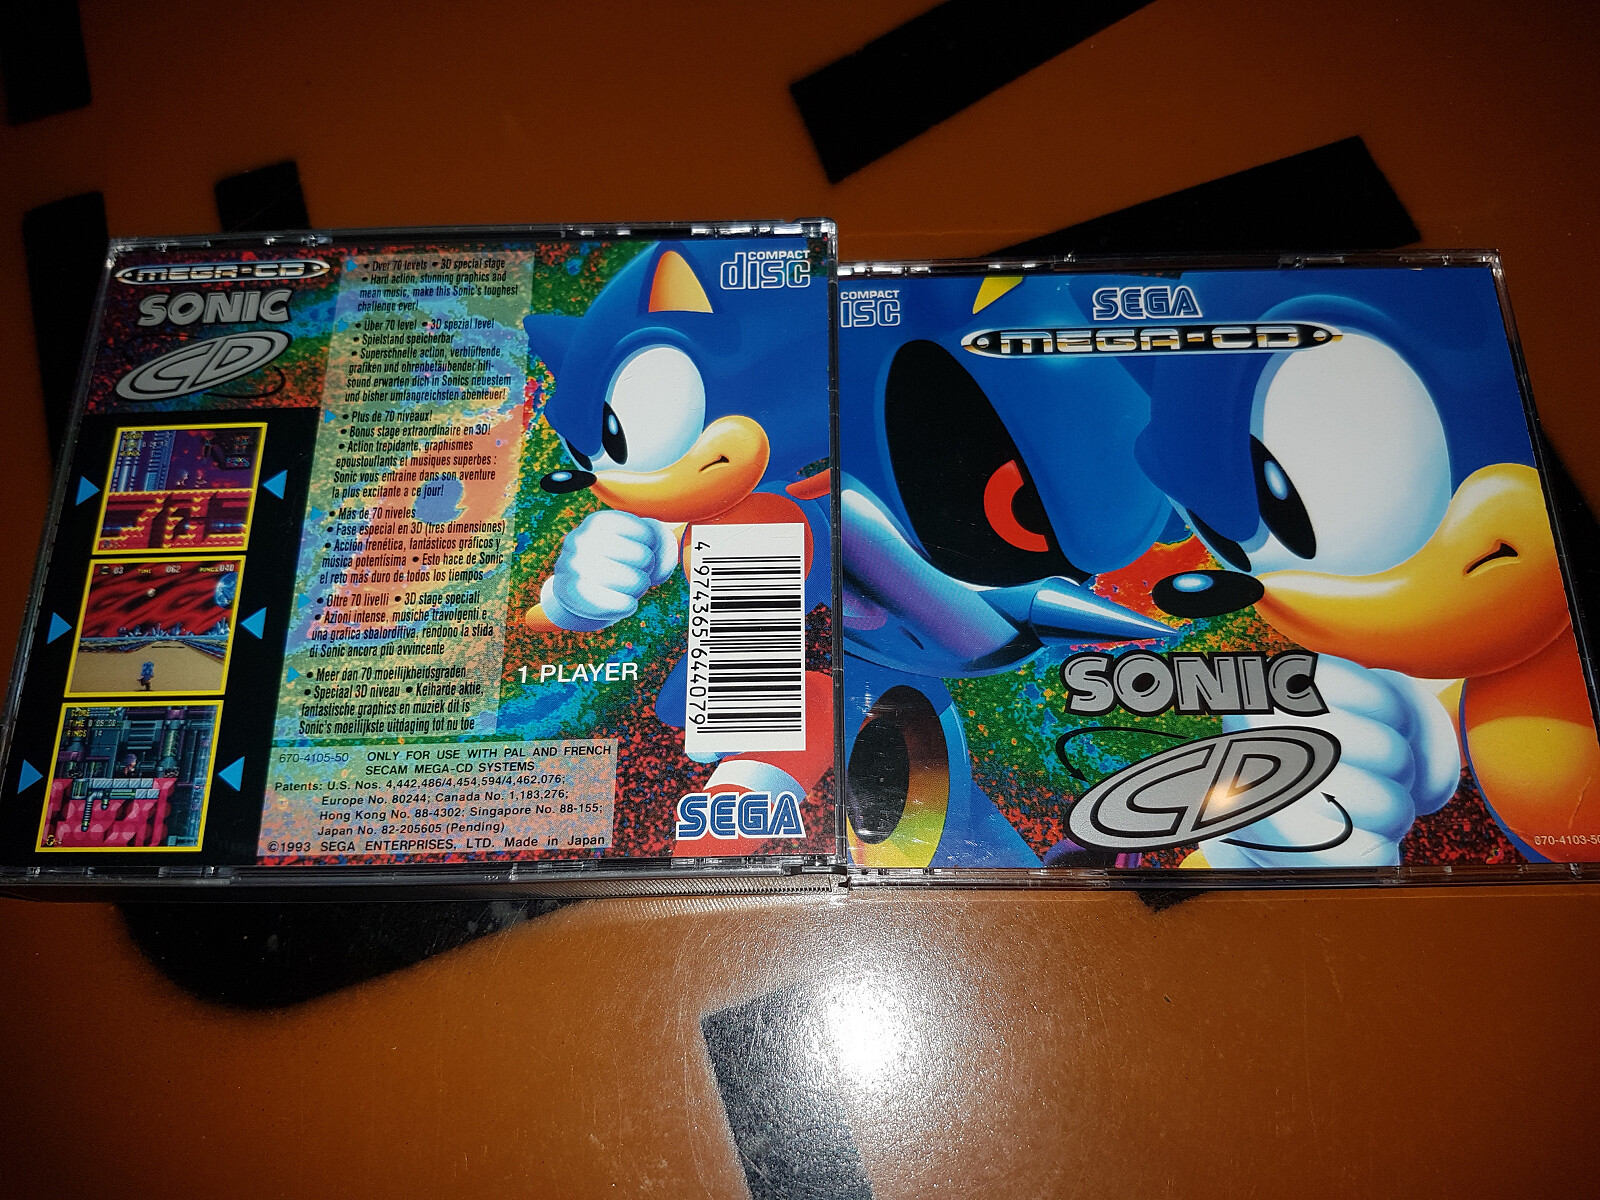 MEGA-CD
SONIC
CD
• Over 70 levels • 3D special stage
• Hard action, stunning graphics and
mean music, make this Sonic's toughest
challenge ever!
• Über 70 level • 3D spezial level
• Spielstand speicherbar
• Superschnelle action, verblüffende,
grafiken und ohrenbetäubender hifi-
sound erwarten dich in Sonics neuestem
und bisher umfangreichsten abenteuer!
• Plus de 70 niveaux!
• Bonus stage extraordinaire en 3D!
• Action trepidante, graphismes
epoustouflants et musiques superbes :
Sonic vous entraine dans son aventure
la plus excitante a ce jour!
• Más de 70 niveles
• Fase especial en 3D (tres dimensiones)
• Acción frenética, fantásticos gráficos y
música potentísima • Esto hace de Sonic
el reto más duro de todos los tiempos
• Oltre 70 livelli • 3D stage speciali
• Azioni intense, musiche travolgenti e
una grafica sbalorditiva, rendono la sfida
di Sonic ancora più avvincente
• Meer dan 70 moeilijkheidsgraden
• Speciaal 3D niveau • Keiharde aktie,
fantastische graphics en muziek dit is
Sonic's moeilijkste uitdaging tot nu toe
670-4105-50 ONLY FOR USE WITH PAL AND FRENCH
SECAM MEGA-CD SYSTEMS
Patents: U.S. Nos. 4,442,486/4,454,594/4,462,076;
Europe No. 80244; Canada No. 1,183,276;
Hong Kong No. 88-4302; Singapore No. 88-155;
Japan No. 82-205605 (Pending)
©1993 SEGA ENTERPRISES, LTD. Made in Japan
COMPACT
disc
1 PLAYER
4 974365 644079
SEGA
COMPACT
ISC
SEGA
MEGA-CD
SONIC
CD
670-4103-50